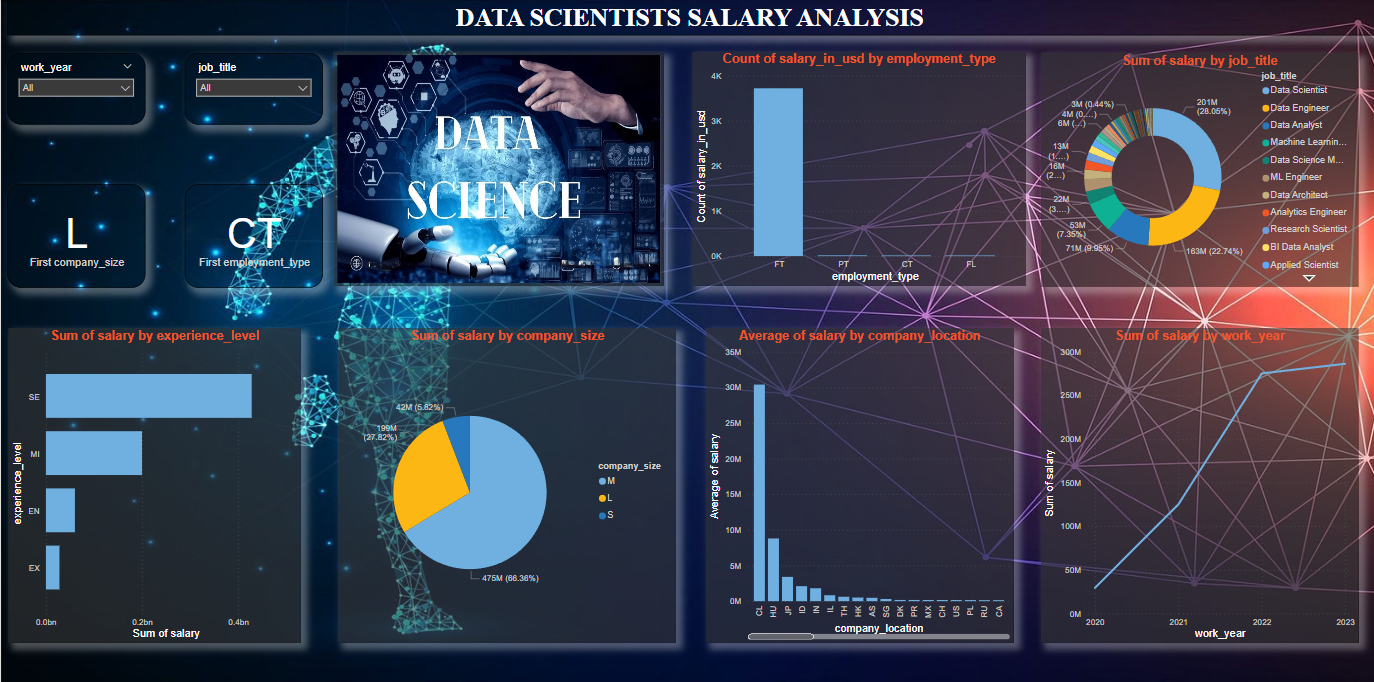 DATA SCIENTISTS SALARY ANALYSIS
work_year
All
job_title
All
L
First company_size
CT
First employment_type
DATA
SCIENCE
Count of salary_in_usd by employment_type
Count of salary_in_usd
4K
3K
2K
1K
0K
FT
PT
CT
FL
employment_type
Sum of salary by job_title
201M
(28.05%)
163M (22.74%)
71M (9.95%)
53M
(7.35%)
22M
(3....)
16M
(2...)
13M
(1....)
6M (...)
4M (0....)
3M (0.44%)
job_title
Data Scientist
Data Engineer
Data Analyst
Machine Learnin...
Data Science M...
ML Engineer
Data Architect
Analytics Engineer
Research Scientist
BI Data Analyst
Applied Scientist
Sum of salary by experience_level
experience_level
SE
MI
EN
EX
0.0bn
0.2bn
0.4bn
Sum of salary
Sum of salary by company_size
42M (5.82%)
199M
(27.82%)
475M (66.36%)
company_size
M
L
S
Average of salary by company_location
Average of salary
35M
30M
25M
20M
15M
10M
5M
0M
CL
HU
JP
ID
IN
IL
TH
HK
AS
SG
DK
PR
MX
CH
US
PL
RU
CA
company_location
Sum of salary by work_year
Sum of salary
300M
250M
200M
150M
100M
50M
0M
2020
2021
2022
2023
work_year